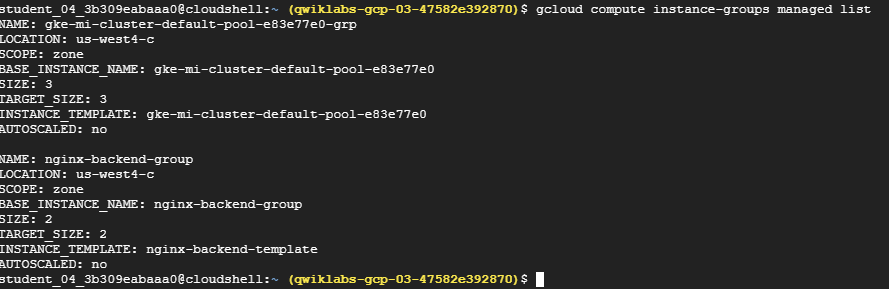 student_04_3b309eabaaa0@cloudshell:~ (qwiklabs-gcp-03-47582e392870)$ gcloud compute instance-groups managed list
NAME: gke-mi-cluster-default-pool-e83e77e0-grp
LOCATION: us-west4-c
SCOPE: zone
BASE_INSTANCE_NAME: gke-mi-cluster-default-pool-e83e77e0
SIZE: 3
TARGET_SIZE: 3
INSTANCE_TEMPLATE: gke-mi-cluster-default-pool-e83e77e0
AUTOSCALED: no
NAME: nginx-backend-group
LOCATION: us-west4-c
SCOPE: zone
BASE_INSTANCE_NAME: nginx-backend-group
SIZE: 2
TARGET_SIZE: 2
INSTANCE_TEMPLATE: nginx-backend-template
AUTOSCALED: no
student_04_3b309eabaaa0@cloudshell:~ (qwiklabs-gcp-03-47582e392870)$